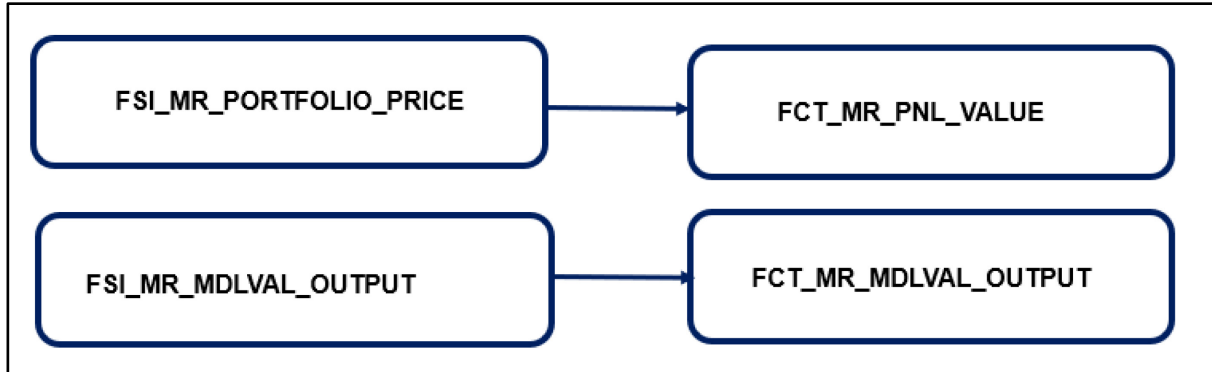 FSI_MR_PORTFOLIO_PRICE
FCT_MR_PNL_VALUE
FSI_MR_MDLVAL_OUTPUT
FCT_MR_MDLVAL_OUTPUT